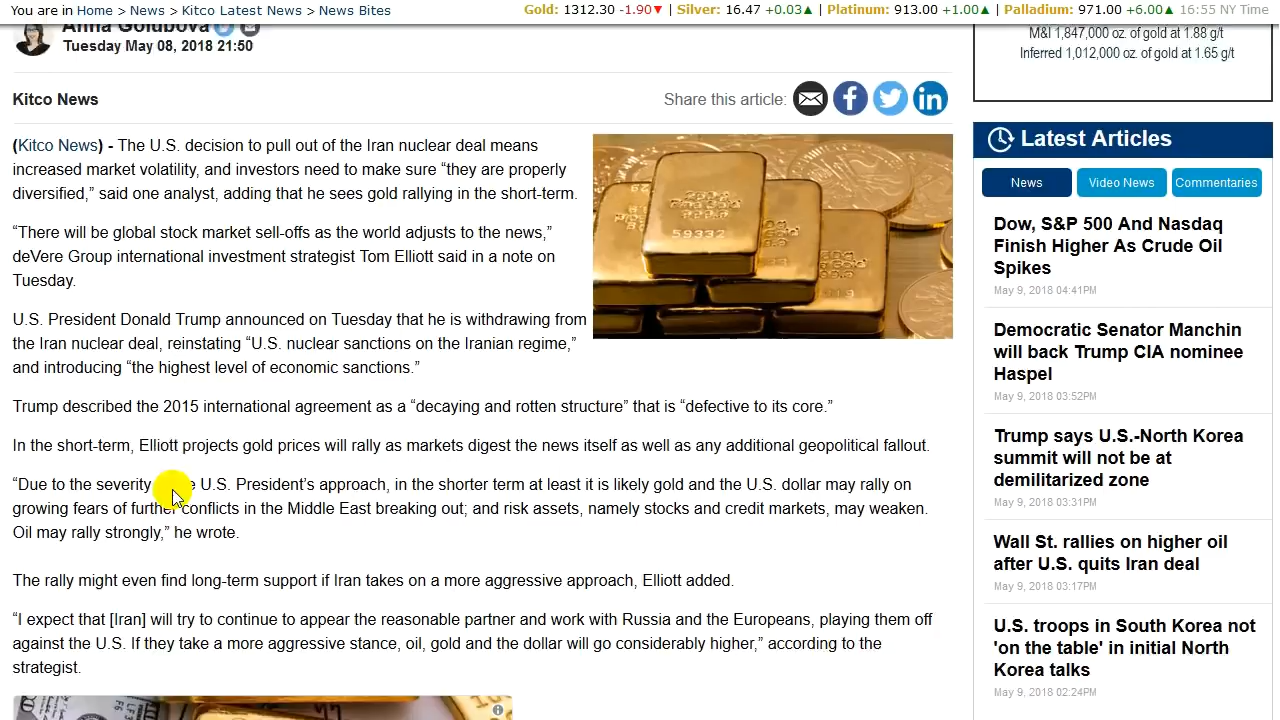 You are in Home > News > Kitco Latest News > News Bites
Gold: 1312.30 -1.90▼ | Silver: 16.47 +0.03▲ | Platinum: 913.00 +1.00▲ | Palladium: 971.00 +6.00▲ 16:55 NY Time
Anna Golubova
Tuesday May 08, 2018 21:50
Kitco News
Share this article:
(Kitco News) - The U.S. decision to pull out of the Iran nuclear deal means
increased market volatility, and investors need to make sure “they are properly
diversified,” said one analyst, adding that he sees gold rallying in the short-term.
“There will be global stock market sell-offs as the world adjusts to the news,”
deVere Group international investment strategist Tom Elliott said in a note on
Tuesday.
U.S. President Donald Trump announced on Tuesday that he is withdrawing from
the Iran nuclear deal, reinstating “U.S. nuclear sanctions on the Iranian regime,”
and introducing “the highest level of economic sanctions.”
Trump described the 2015 international agreement as a “decaying and rotten structure” that is “defective to its core.”
In the short-term, Elliott projects gold prices will rally as markets digest the news itself as well as any additional geopolitical fallout.
“Due to the severity U.S. President’s approach, in the shorter term at least it is likely gold and the U.S. dollar may rally on
growing fears of further conflicts in the Middle East breaking out; and risk assets, namely stocks and credit markets, may weaken.
Oil may rally strongly,” he wrote.
The rally might even find long-term support if Iran takes on a more aggressive approach, Elliott added.
“I expect that [Iran] will try to continue to appear the reasonable partner and work with Russia and the Europeans, playing them off
against the U.S. If they take a more aggressive stance, oil, gold and the dollar will go considerably higher,” according to the
strategist.
59332
M&I 1,847,000 oz. of gold at 1.88 g/t
Inferred 1,012,000 oz. of gold at 1.65 g/t
Latest Articles
News
Video News
Commentaries
Dow, S&P 500 And Nasdaq
Finish Higher As Crude Oil
Spikes
May 9, 2018 04:41PM
Democratic Senator Manchin
will back Trump CIA nominee
Haspel
May 9, 2018 03:52PM
Trump says U.S.-North Korea
summit will not be at
demilitarized zone
May 9, 2018 03:31PM
Wall St. rallies on higher oil
after U.S. quits Iran deal
May 9, 2018 03:17PM
U.S. troops in South Korea not
'on the table' in initial North
Korea talks
May 9, 2018 02:24PM